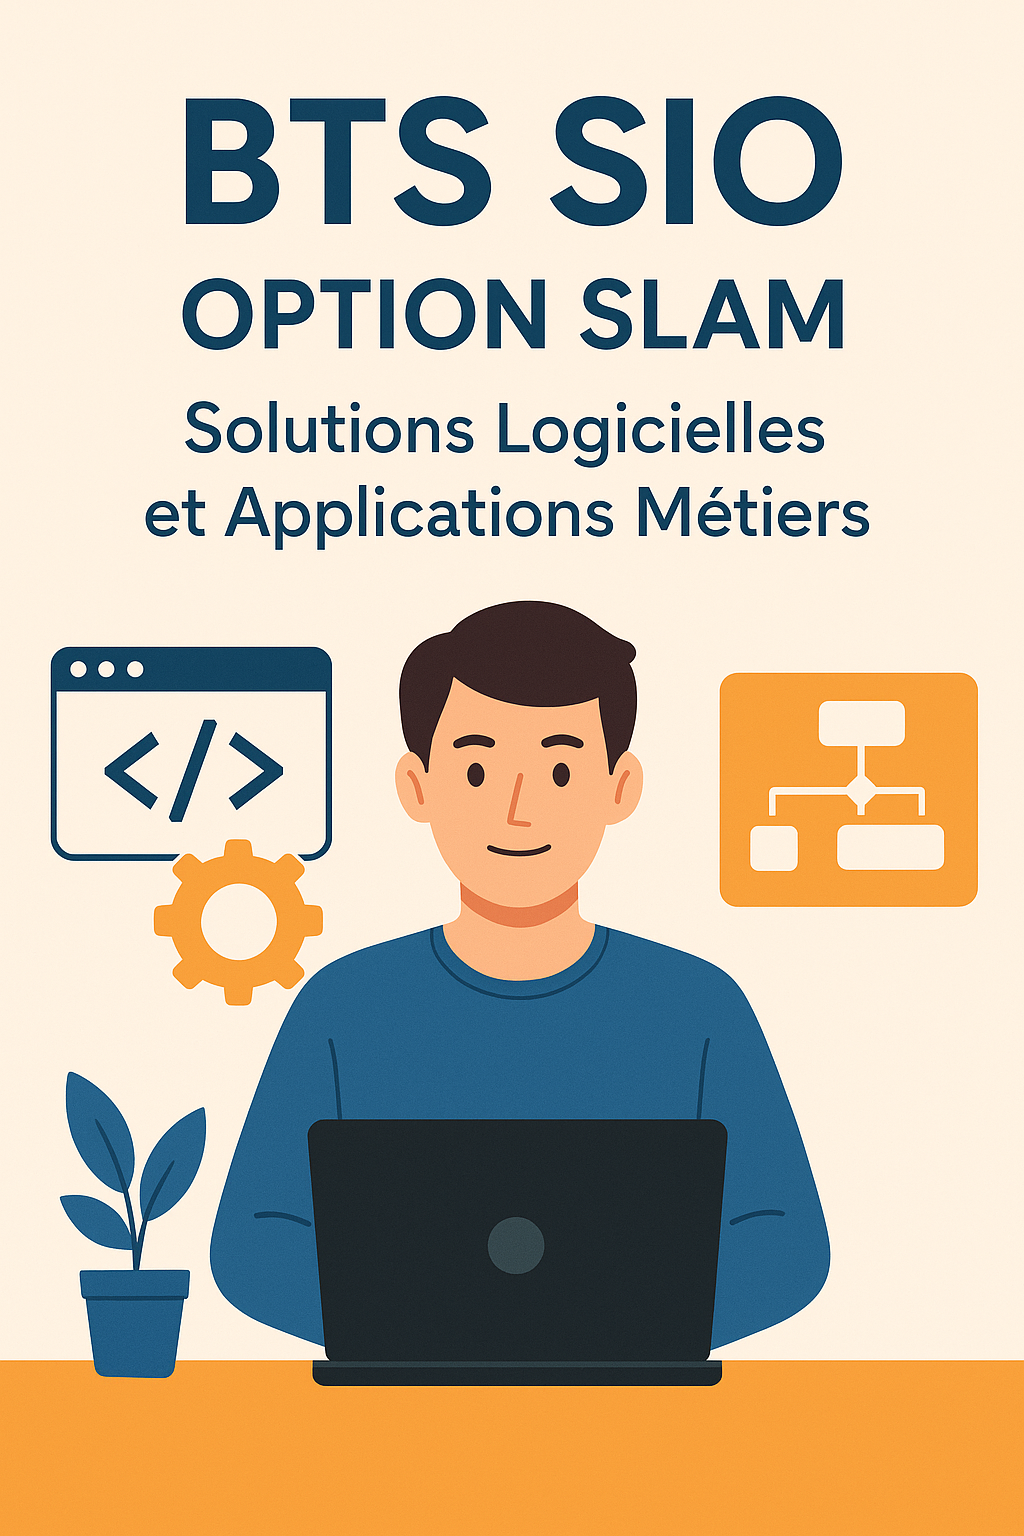 BTS SIO
OPTION SLAM
Solutions Logicielles
et Applications Métiers
</>